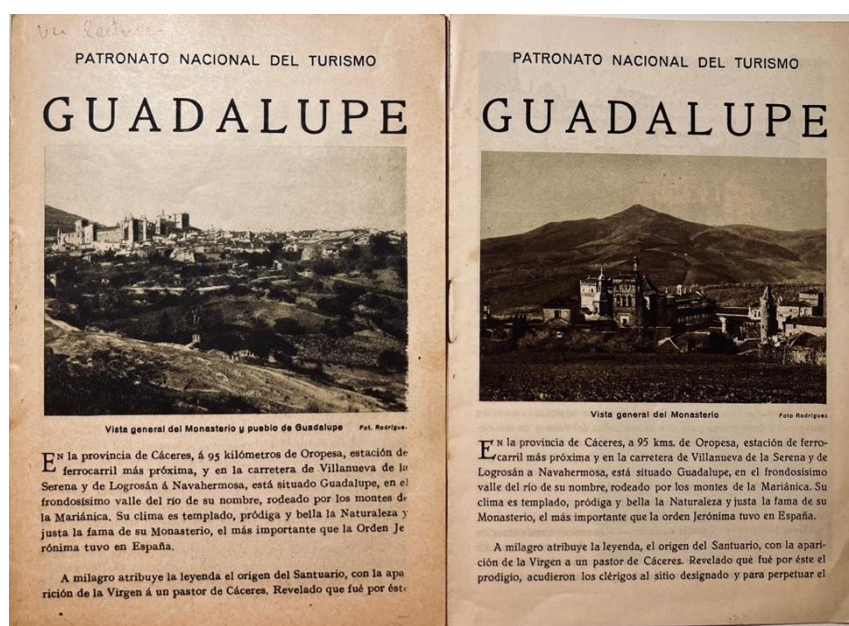 Vu lecture
PATRONATO NACIONAL DEL TURISMO
GUADALUPE
Vista general del Monasterio y pueblo de Guadalupe Fot. Rodríguez
EN la provincia de Cáceres, á 95 kilómetros de Oropesa, estación de
ferrocarril más próxima, y en la carretera de Villanueva de la
Serena y de Logrosán á Navahermosa, está situado Guadalupe, en el
frondosísimo valle del río de su nombre, rodeado por los montes de
la Mariánica. Su clima es templado, pródiga y bella la Naturaleza y
justa la fama de su Monasterio, el más importante que la Orden Je
rónima tuvo en España.
A milagro atribuye la leyenda el origen del Santuario, con la apa
rición de la Virgen á un pastor de Cáceres. Revelado que fué por éste
PATRONATO NACIONAL DEL TURISMO
GUADALUPE
Vista general del Monasterio Foto Rodríguez
EN la provincia de Cáceres, a 95 kms. de Oropesa, estación de ferro-
carril más próxima y en la carretera de Villanueva de la Serena y de
Logrosán a Navahermosa, está situado Guadalupe, en el frondosísimo
valle del río de su nombre, rodeado por los montes de la Mariánica. Su
clima es templado, pródiga y bella la Naturaleza y justa la fama de su
Monasterio, el más importante que la orden Jerónima tuvo en España.
A milagro atribuye la leyenda, el origen del Santuario, con la apari-
ción de la Virgen a un pastor de Cáceres. Revelado que fué por éste el
prodigio, acudieron los clérigos al sitio designado y para perpetuar el